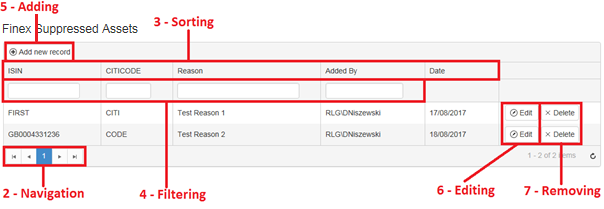 5 - Adding
3 - Sorting
Finex Suppressed Assets
Add new record
ISIN CITICODE Reason Added By Date
FIRST CITI Test Reason 1 RLG\DNiszewski 17/08/2017 Edit Delete
GB0004331236 CODE Test Reason 2 RLG\DNiszewski 18/08/2017 Edit Delete
1 1 - 2 of 2 items
2 - Navigation
4 - Filtering
6 - Editing
7 - Removing